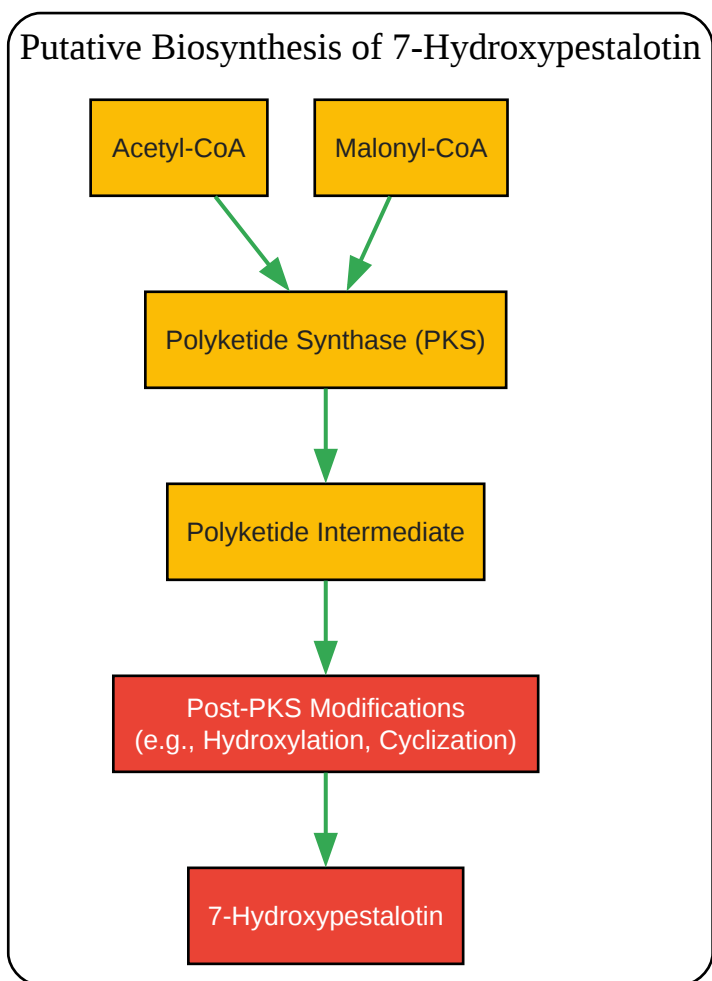 Putative Biosynthesis of 7-Hydroxypestalotin
Acetyl-CoA
Malonyl-CoA
Polyketide Synthase (PKS)
Polyketide Intermediate
Post-PKS Modifications
(e.g., Hydroxylation, Cyclization)
7-Hydroxypestalotin